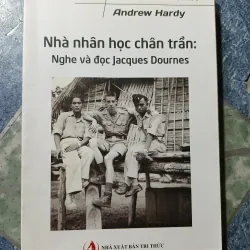 Andrew Hardy
Nhà nhân học chân trần:
Nghe và đọc Jacques Dournes
NHÀ XUẤT BẢN TRI THỨC